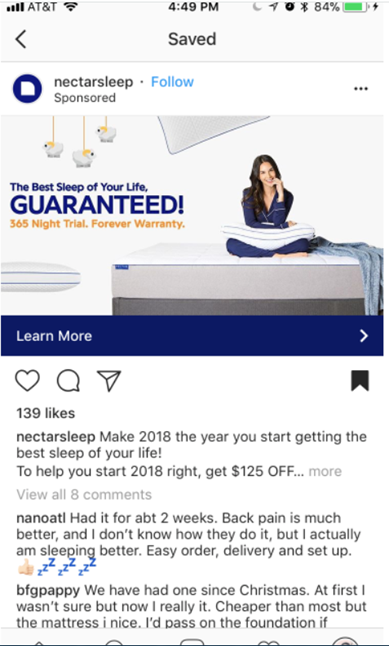 AT&T 4:49 PM 84%
Saved
nectarsleep · Follow
Sponsored
The Best Sleep of Your Life,
GUARANTEED!
365 Night Trial. Forever Warranty.
Learn More
139 likes
nectarsleep Make 2018 the year you start getting the
best sleep of your life!
To help you start 2018 right, get $125 OFF... more
View all 8 comments
nanoatl Had it for abt 2 weeks. Back pain is much
better, and I don't know how they do it, but I actually
am sleeping better. Easy order, delivery and set up.
👍🏻💤💤💤
bfgpappy We have had one since Christmas. At first I
wasn't sure but now I really it. Cheaper than most but
the mattress i nice. I'd pass on the foundation if